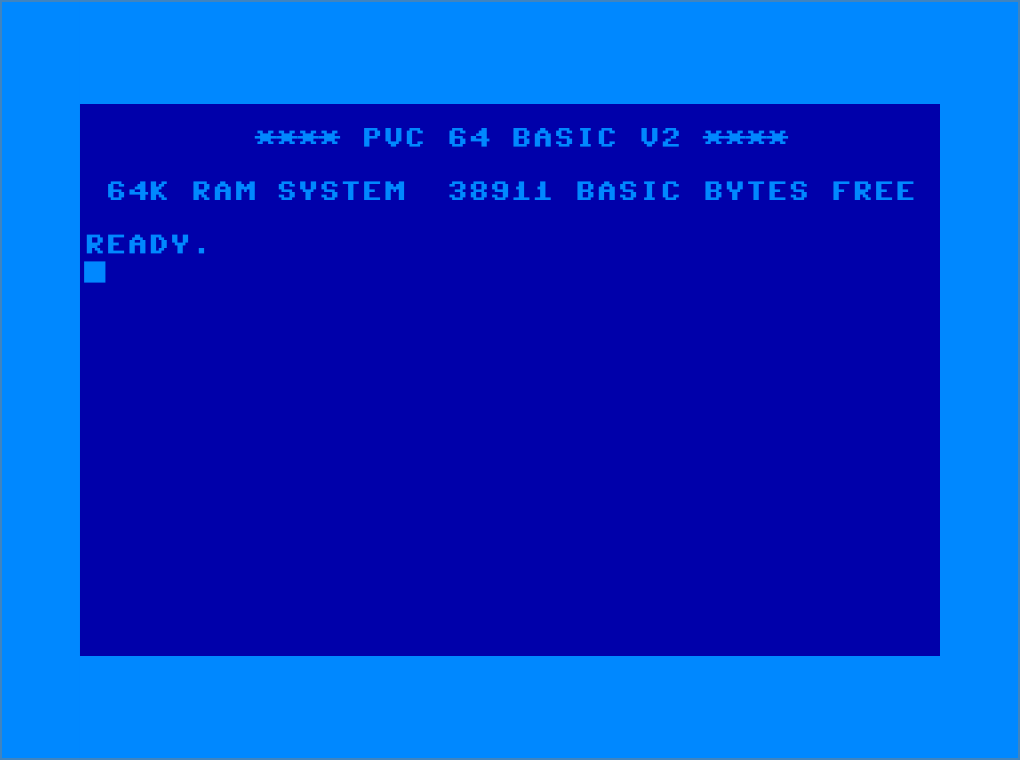 **** PVC 64 BASIC V2 ****
64K RAM SYSTEM  38911 BASIC BYTES FREE
READY.